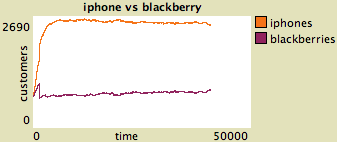 iphone vs blackberry
2690
customers
0
0
time
50000
iphones
blackberries